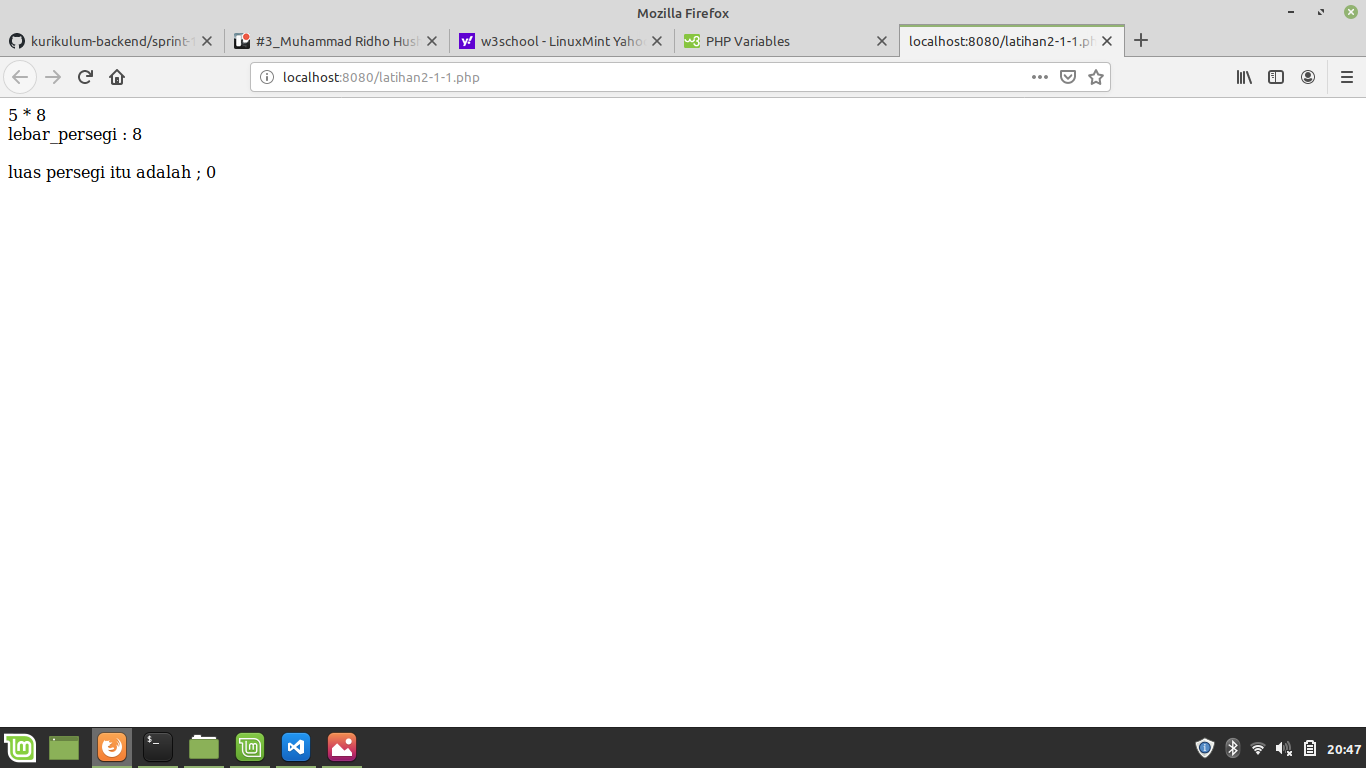 Mozilla Firefox
kurikulum-backend/sprint-1
#3_Muhammad Ridho Hus
w3school - LinuxMint Yaho
PHP Variables
localhost:8080/latihan2-1-1.ph
localhost:8080/latihan2-1-1.php
5 * 8
lebar_persegi : 8
luas persegi itu adalah ; 0
20:47